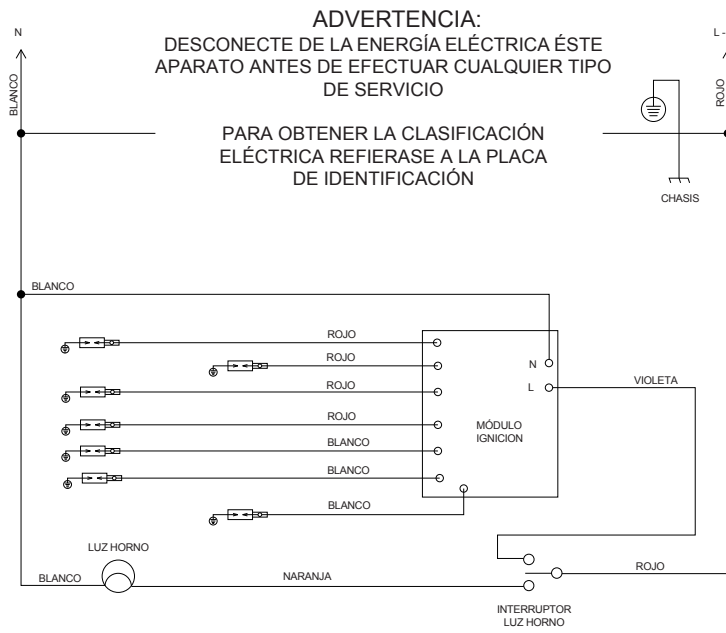 ADVERTENCIA:
DESCONECTE DE LA ENERGÍA ELÉCTRICA ÉSTE
APARATO ANTES DE EFECTUAR CUALQUIER TIPO
DE SERVICIO
PARA OBTENER LA CLASIFICACIÓN
ELÉCTRICA REFIERASE A LA PLACA
DE IDENTIFICACIÓN
N
BLANCO
L -
ROJO
CHASIS
BLANCO
ROJO
ROJO
ROJO
ROJO
BLANCO
BLANCO
BLANCO
N
L
MÓDULO
IGNICION
VIOLETA
LUZ HORNO
BLANCO
NARANJA
ROJO
INTERRUPTOR
LUZ HORNO